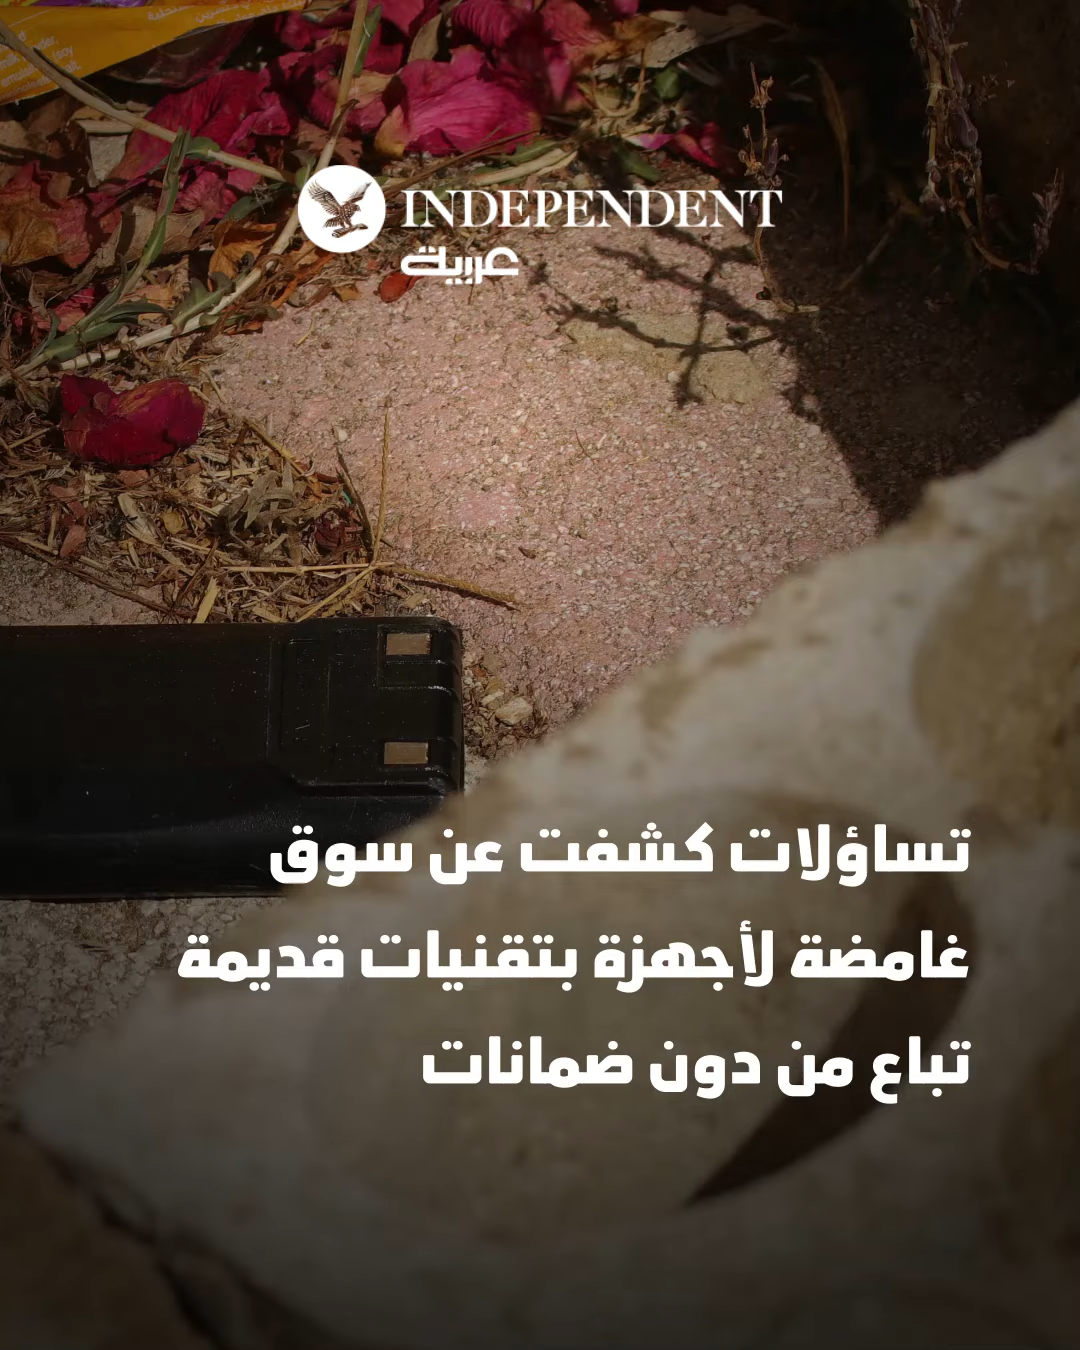 INDEPENDENT
عربية
تساؤلات كشفت عن سوق
غامضة لأجهزة بتقنيات قديمة
تباع من دون ضمانات